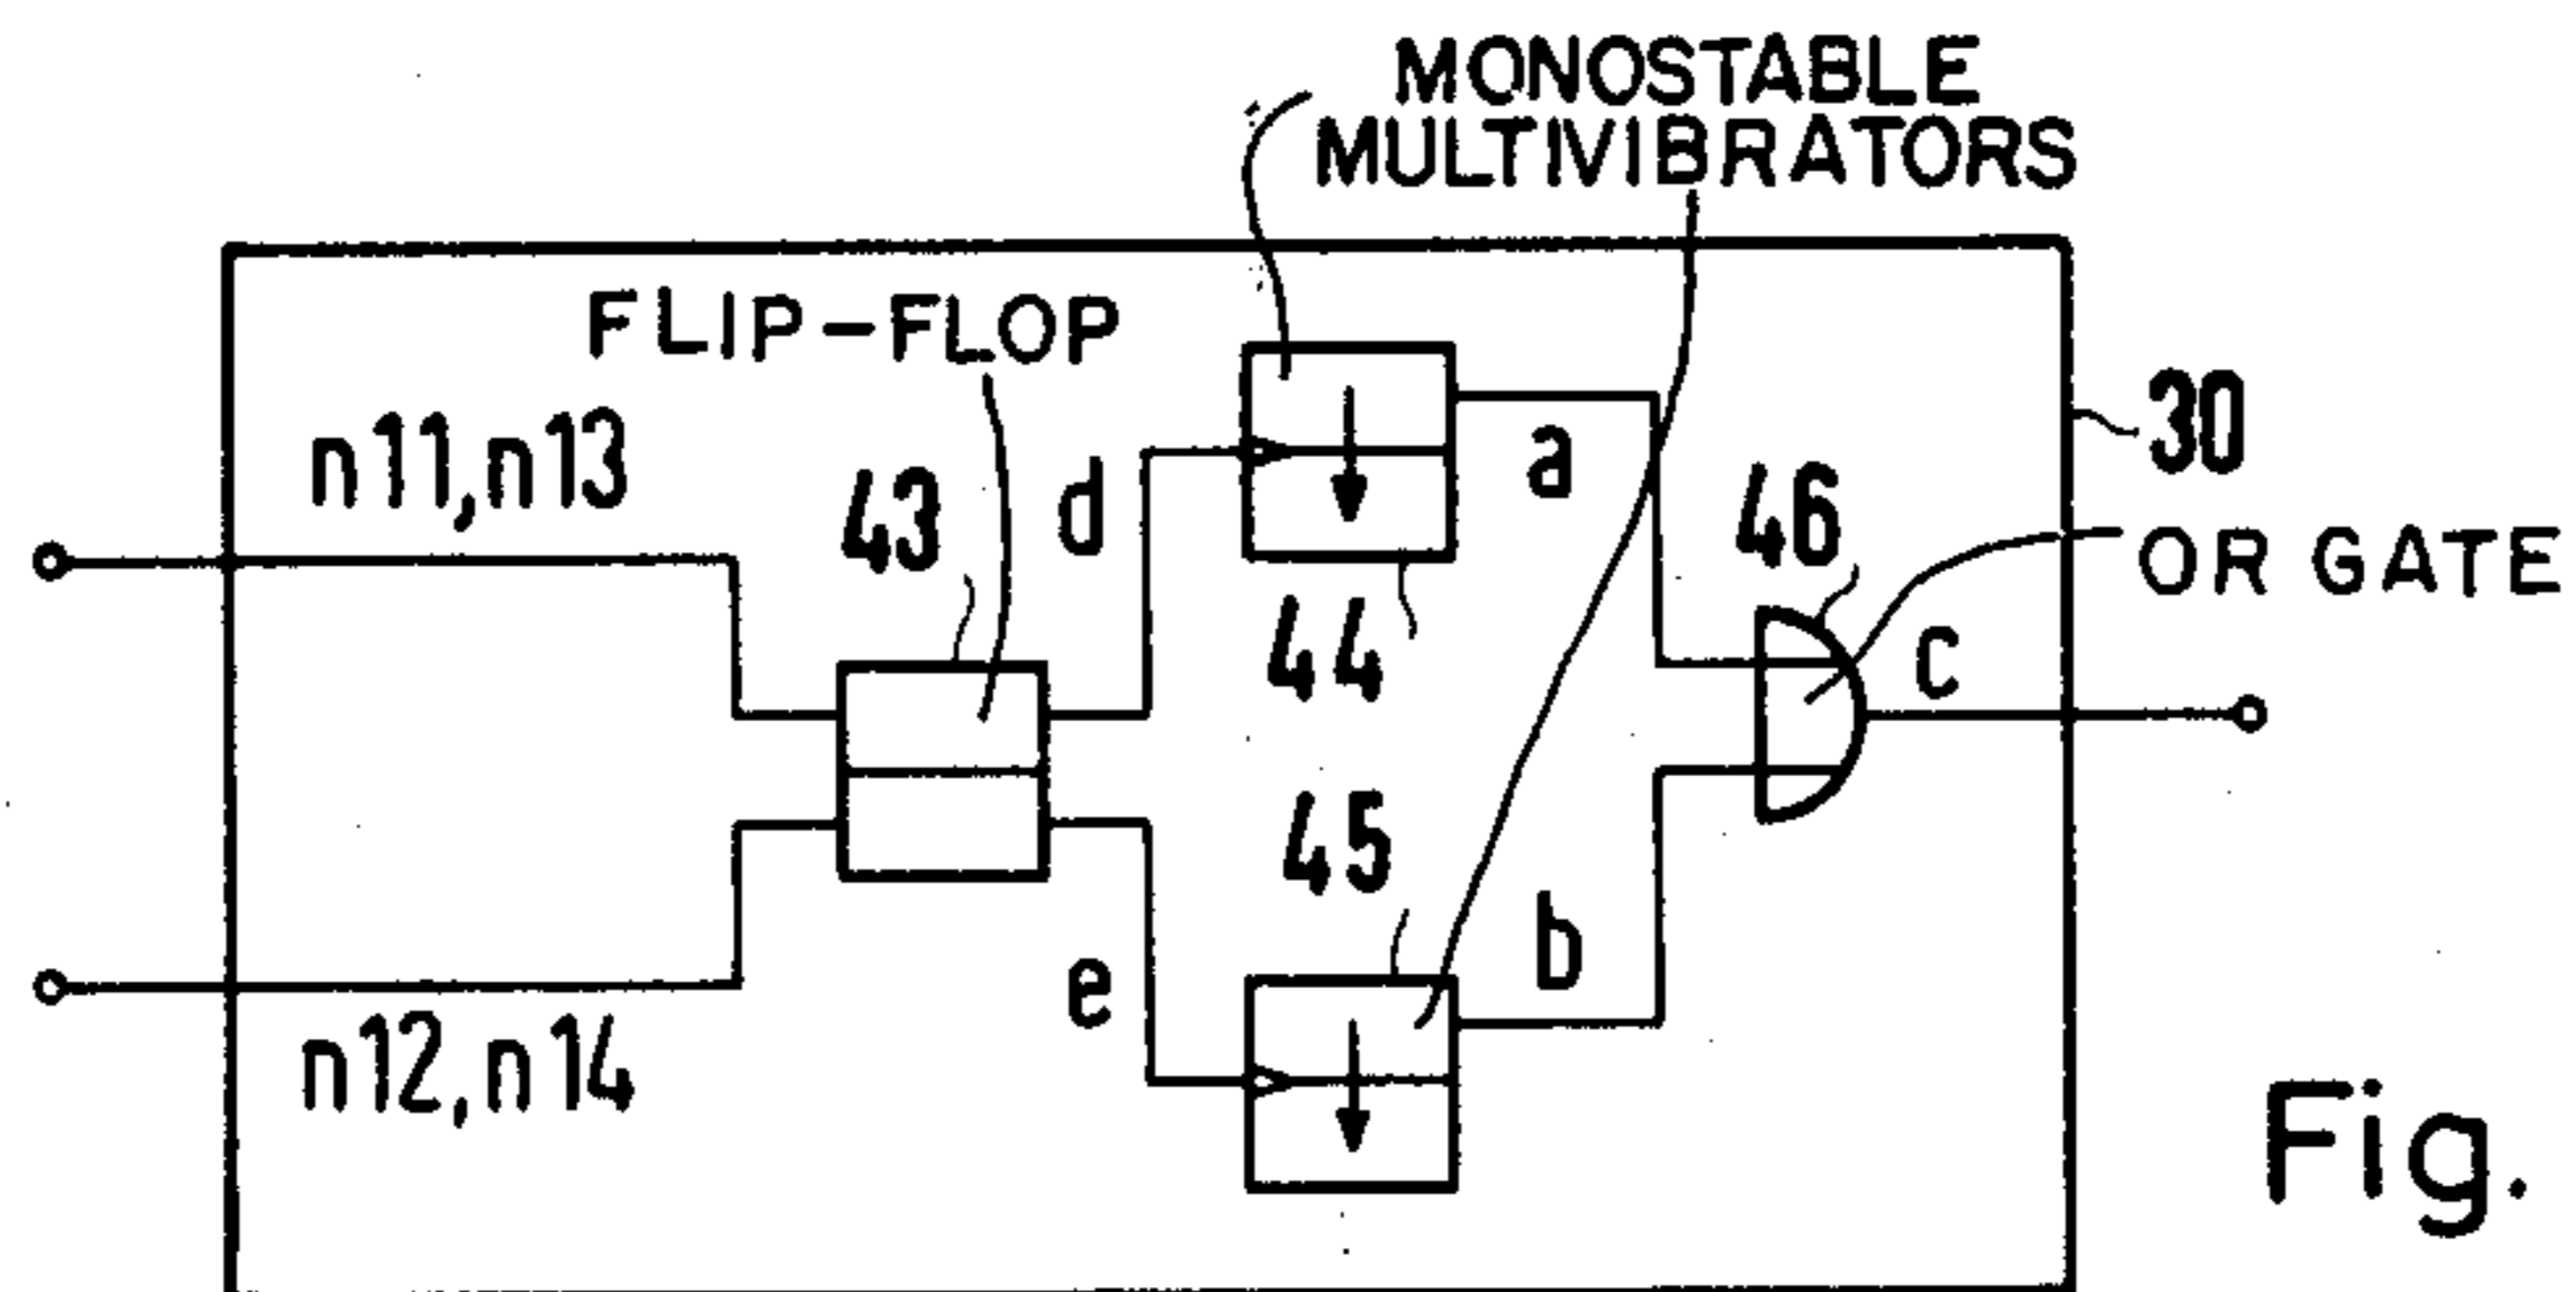 MONOSTABLE
MULTIVIBRATORS
FLIP-FLOP
n11,n13
43
d
a
46
30
OR GATE
44
c
45
e
b
n12,n14
Fig.